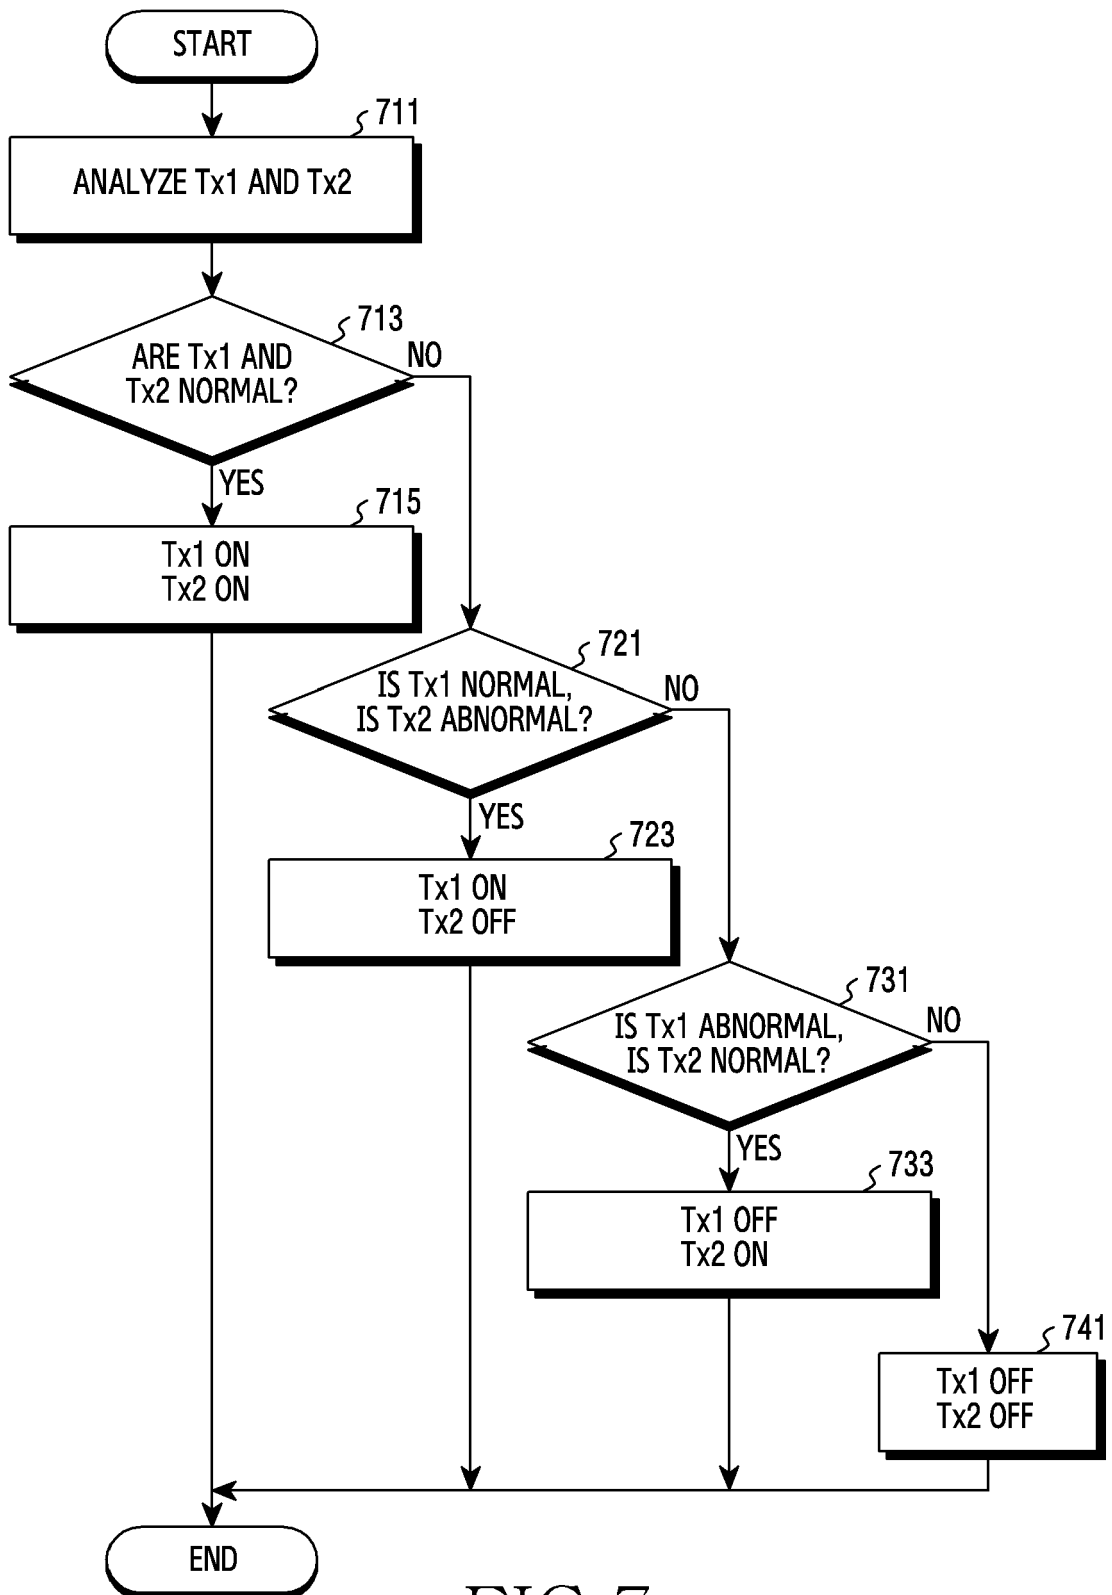 START
711
ANALYZE Tx1 AND Tx2
713
ARE Tx1 AND
Tx2 NORMAL?
NO
YES
715
Tx1 ON
Tx2 ON
721
IS Tx1 NORMAL,
IS Tx2 ABNORMAL?
NO
YES
723
Tx1 ON
Tx2 OFF
731
IS Tx1 ABNORMAL,
IS Tx2 NORMAL?
NO
YES
733
Tx1 OFF
Tx2 ON
741
Tx1 OFF
Tx2 OFF
END
FIG.7